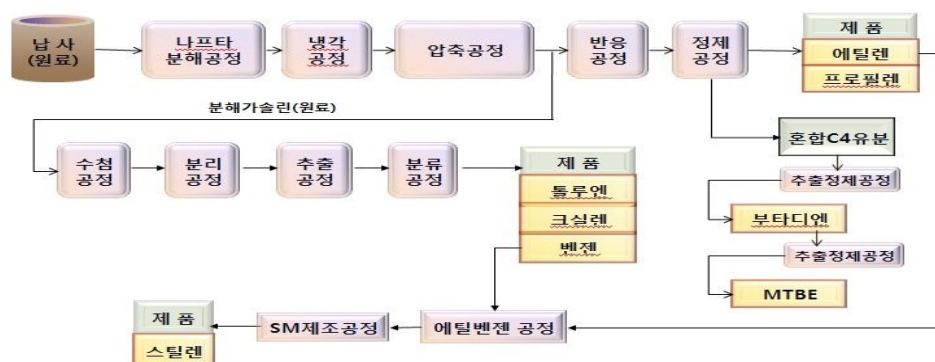 납 사
(원료)
나프타
분해공정
냉각
공정
압축공정
반응
공정
정제
공정
제 품
에틸렌
프로필렌
분해가솔린(원료)
수첨
공정
분리
공정
추출
공정
분류
공정
제 품
톨루엔
크실렌
벤젠
혼합C4유분
추출정제공정
부타디엔
추출정제공정
MTBE
제 품
스틸렌
SM제조공정
에틸벤젠 공정